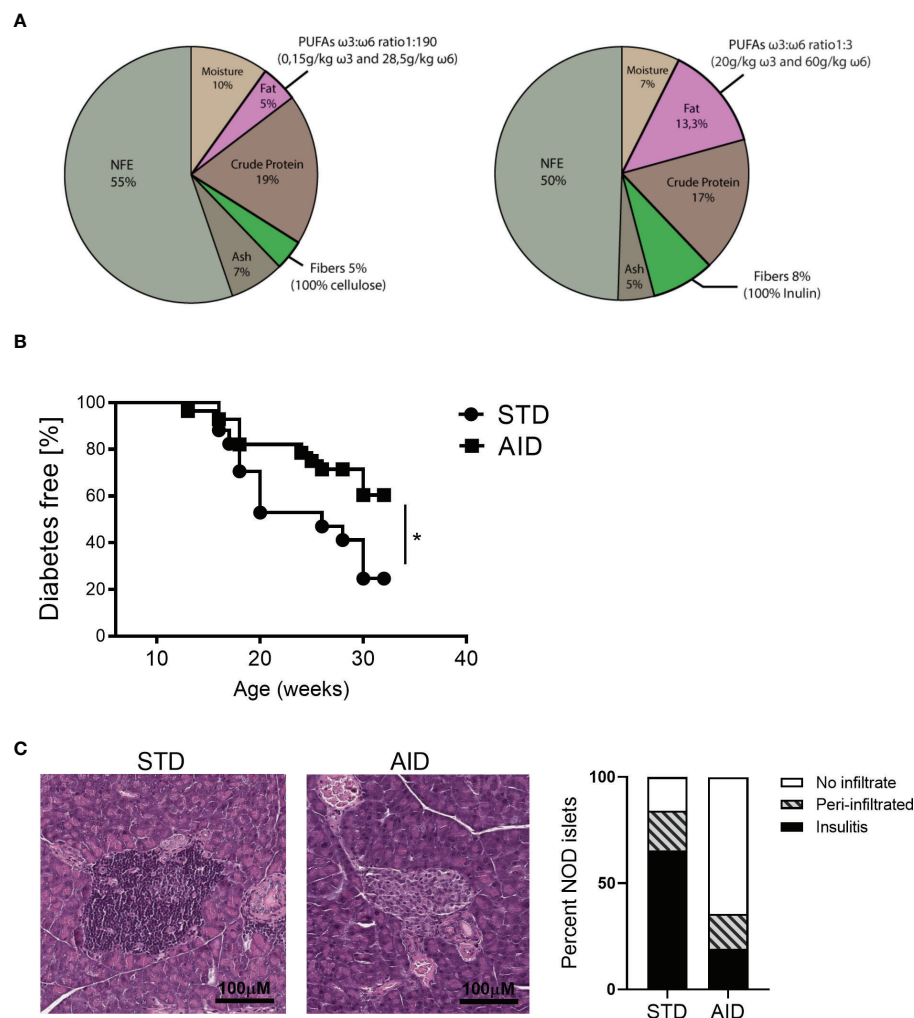 A
PUFAs ω3:ω6 ratio1:190
(0,15g/kg ω3 and 28,5g/kg ω6)
Moisture
10%
Fat
5%
NFE
55%
Crude Protein
19%
Ash
7%
Fibers 5%
(100% cellulose)
PUFAs ω3:ω6 ratio1:3
(20g/kg ω3 and 60g/kg ω6)
Moisture
7%
Fat
13,3%
NFE
50%
Crude Protein
17%
Ash
5%
Fibers 8%
(100% Inulin)
B
Diabetes free [%]
100
80
60
40
20
0
10
20
30
40
Age (weeks)
STD
AID
*
C
STD
AID
100μM
100μM
Percent NOD islets
100
50
0
STD
AID
No infiltrate
Peri-infiltrated
Insulitis